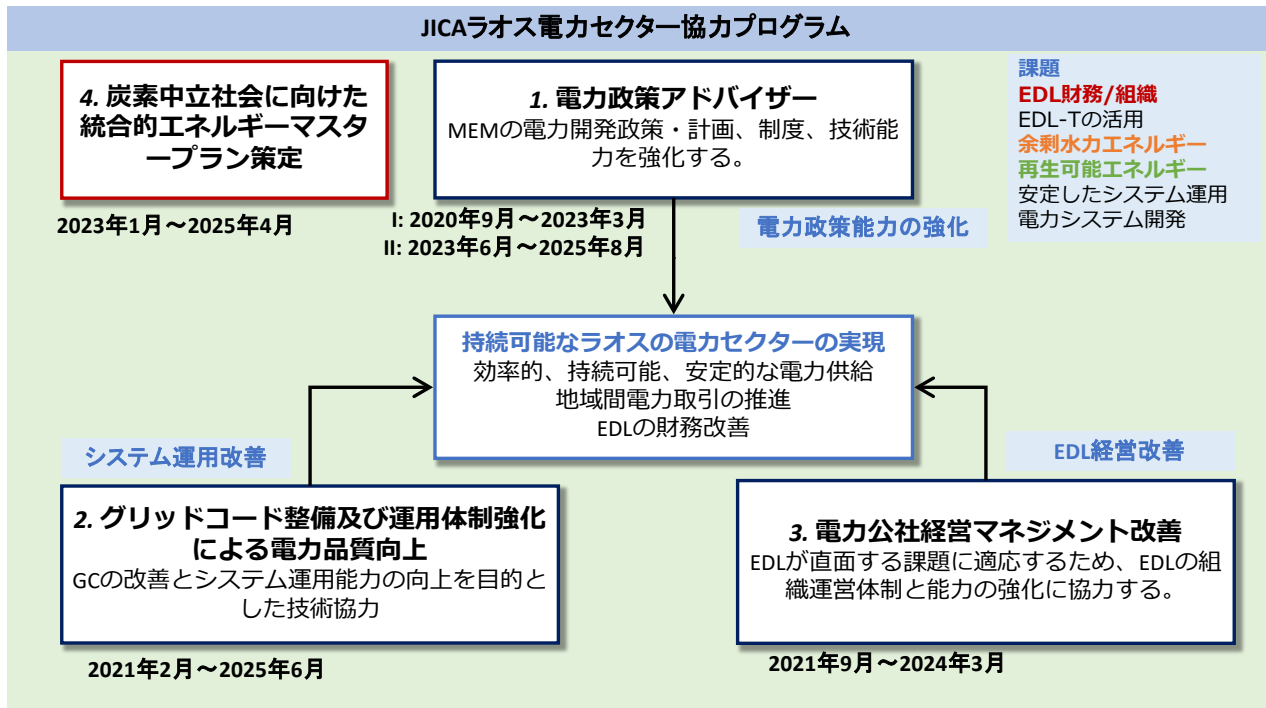 JICAラオス電力セクター協力プログラム
4. 炭素中立社会に向けた
統合的エネルギーマスタ
ープラン策定
2023年1月～2025年4月
1. 電力政策アドバイザー
MEMの電力開発政策・計画、制度、技術能
力を強化する。
I: 2020年9月～2023年3月
II: 2023年6月～2025年8月
電力政策能力の強化
課題
EDL財務/組織
EDL-Tの活用
余剰水力エネルギー
再生可能エネルギー
安定したシステム運用
電力システム開発
持続可能なラオスの電力セクターの実現
効率的、持続可能、安定的な電力供給
地域間電力取引の推進
EDLの財務改善
システム運用改善
2. グリッドコード整備及び運用体制強化
による電力品質向上
GCの改善とシステム運用能力の向上を目的と
した技術協力
2021年2月～2025年6月
EDL経営改善
3. 電力公社経営マネジメント改善
EDLが直面する課題に適応するため、EDLの組
織運営体制と能力の強化に協力する。
2021年9月～2024年3月